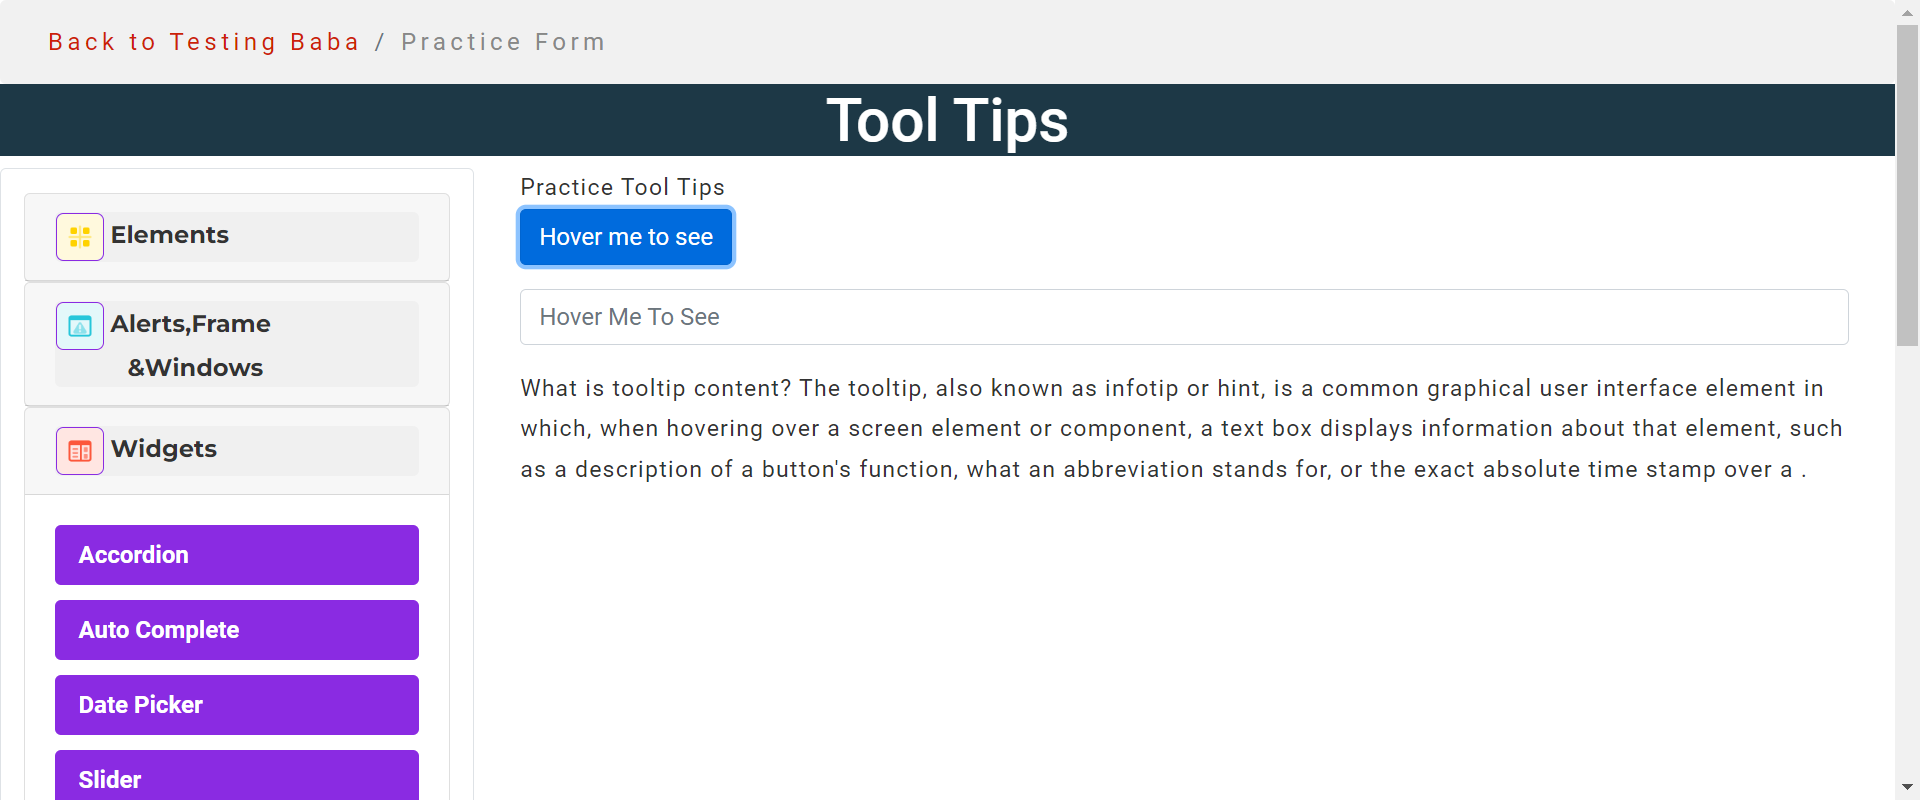 Back to Testing Baba / Practice Form
Tool Tips
Elements
Alerts,Frame
&Windows
Widgets
Accordion
Auto Complete
Date Picker
Slider
Practice Tool Tips
Hover me to see
Hover Me To See
What is tooltip content? The tooltip, also known as infotip or hint, is a common graphical user interface element in
which, when hovering over a screen element or component, a text box displays information about that element, such
as a description of a button's function, what an abbreviation stands for, or the exact absolute time stamp over a .